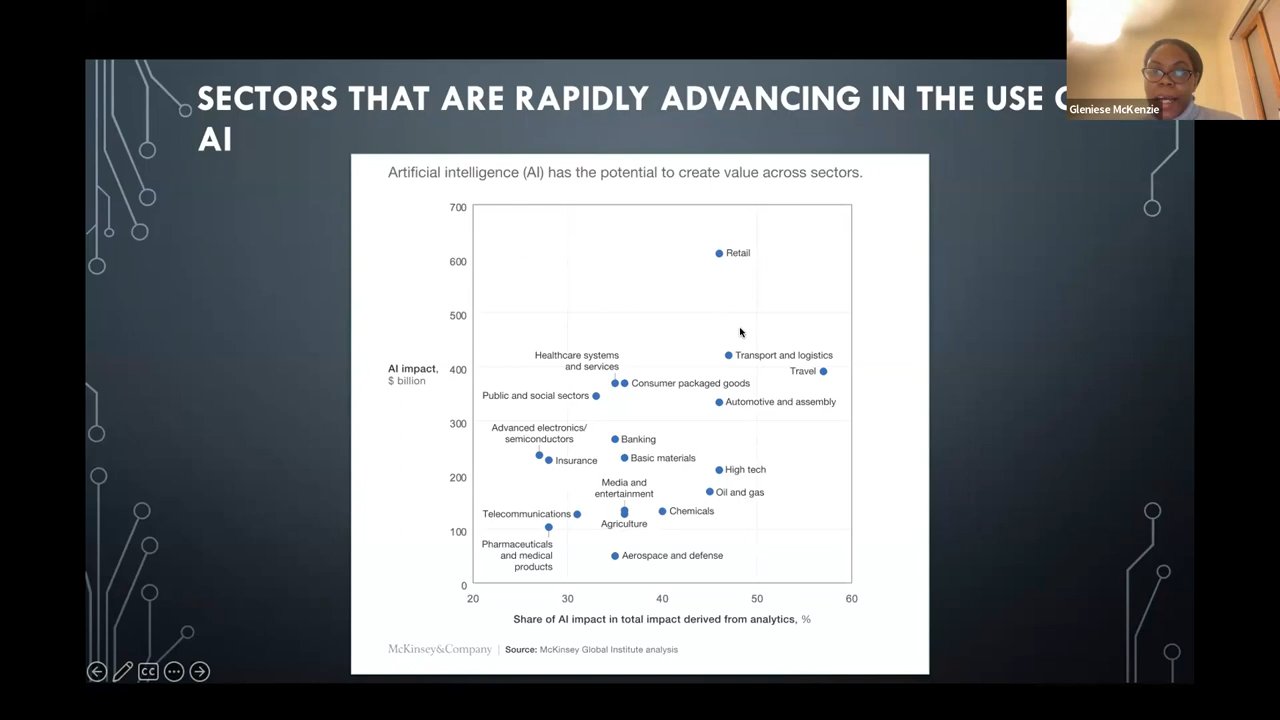 SECTORS THAT ARE RAPIDLY ADVANCING IN THE USE
AI
Gleniese McKenzie
Artificial intelligence (AI) has the potential to create value across sectors.
700
600
500
400
300
200
100
0
AI impact,
$ billion
Retail
Transport and logistics
Travel
Healthcare systems
and services
Consumer packaged goods
Public and social sectors
Automotive and assembly
Advanced electronics/
semiconductors
Banking
Insurance
Basic materials
High tech
Media and
entertainment
Oil and gas
Telecommunications
Chemicals
Agriculture
Pharmaceuticals
and medical
products
Aerospace and defense
20 30 40 50 60
Share of AI impact in total impact derived from analytics, %
McKinsey&Company | Source: McKinsey Global Institute analysis
CC